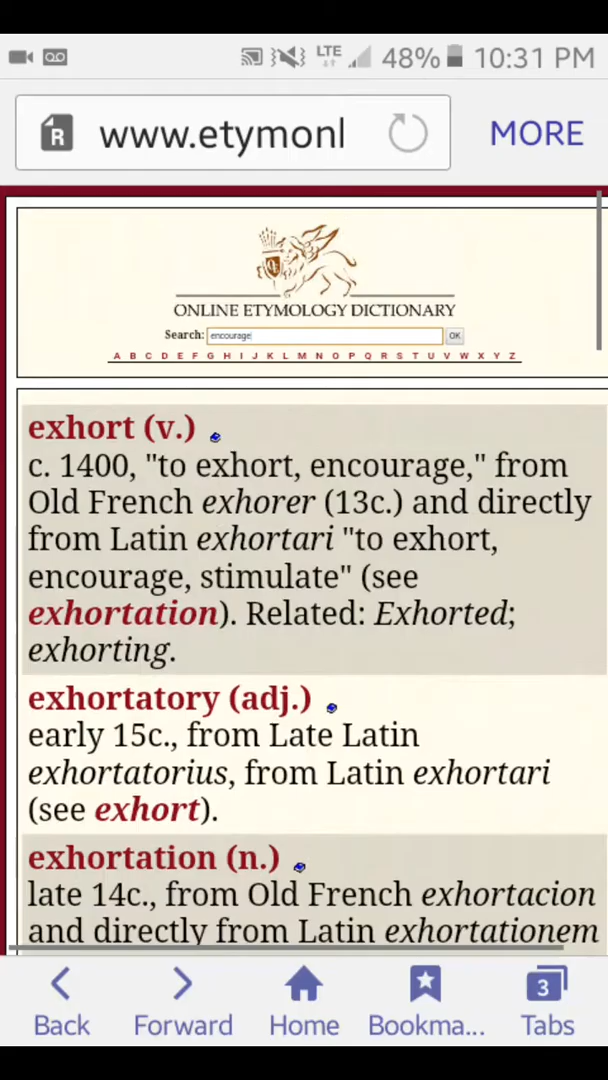 LTE 48% 10:31 PM
R www.etymonl MORE
ONLINE ETYMOLOGY DICTIONARY
Search: encourage OK
A B C D E F G H I J K L M N O P Q R S T U V W X Y Z
exhort (v.)
c. 1400, "to exhort, encourage," from
Old French exhorer (13c.) and directly
from Latin exhortari "to exhort,
encourage, stimulate" (see
exhortation). Related: Exhorted;
exhorting.
exhortatory (adj.)
early 15c., from Late Latin
exhortatorius, from Latin exhortari
(see exhort).
exhortation (n.)
late 14c., from Old French exhortacion
and directly from Latin exhortationem
Back Forward Home Bookma... 3 Tabs